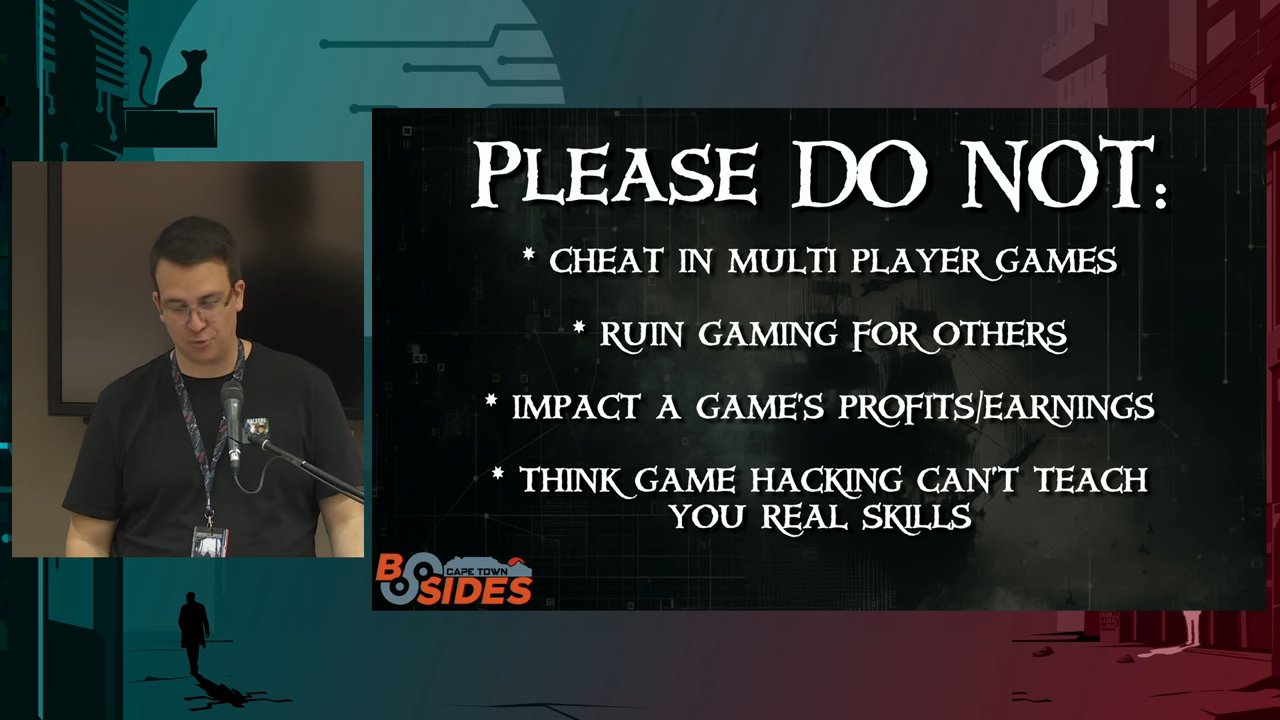 PLEASE DO NOT:
* CHEAT IN MULTI PLAYER GAMES
* RUIN GAMING FOR OTHERS
* IMPACT A GAME'S PROFITS/EARNINGS
* THINK GAME HACKING CAN'T TEACH
YOU REAL SKILLS
BSIDES
CAPE TOWN